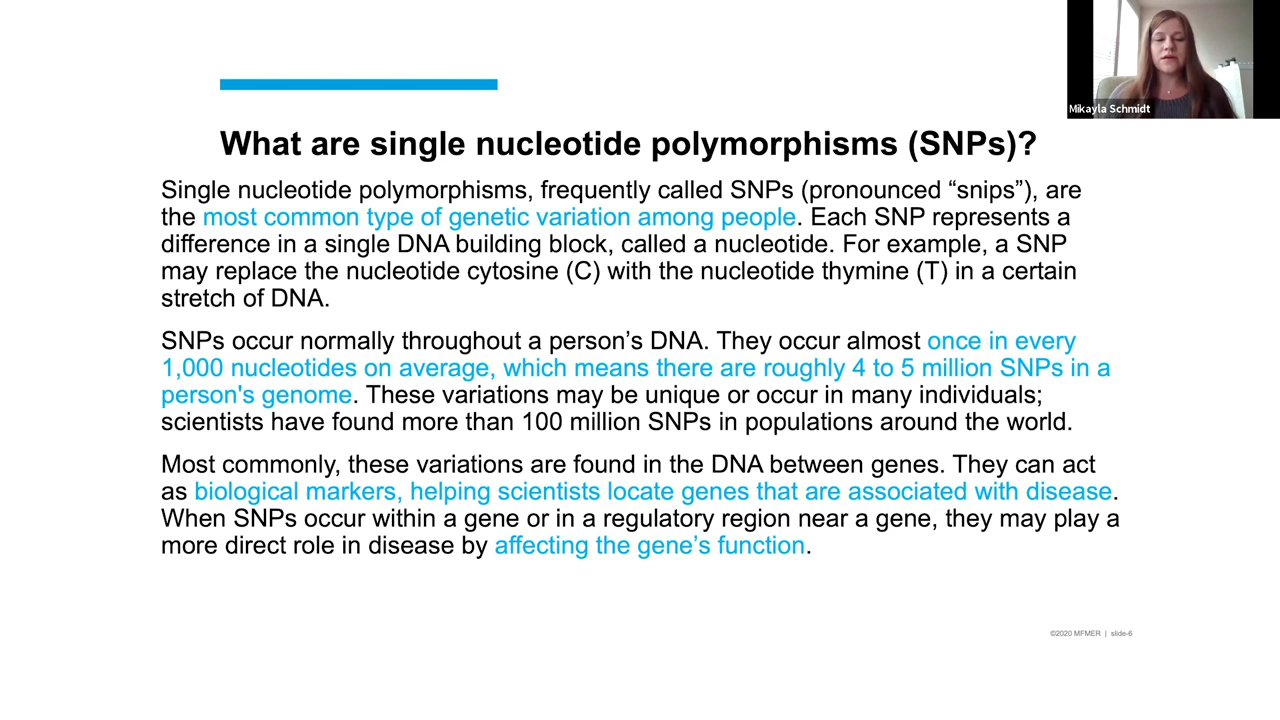 Mikayla Schmidt
What are single nucleotide polymorphisms (SNPs)?
Single nucleotide polymorphisms, frequently called SNPs (pronounced “snips”), are
the most common type of genetic variation among people. Each SNP represents a
difference in a single DNA building block, called a nucleotide. For example, a SNP
may replace the nucleotide cytosine (C) with the nucleotide thymine (T) in a certain
stretch of DNA.
SNPs occur normally throughout a person’s DNA. They occur almost once in every
1,000 nucleotides on average, which means there are roughly 4 to 5 million SNPs in a
person's genome. These variations may be unique or occur in many individuals;
scientists have found more than 100 million SNPs in populations around the world.
Most commonly, these variations are found in the DNA between genes. They can act
as biological markers, helping scientists locate genes that are associated with disease.
When SNPs occur within a gene or in a regulatory region near a gene, they may play a
more direct role in disease by affecting the gene’s function.
©2020 MFMER | slide-6